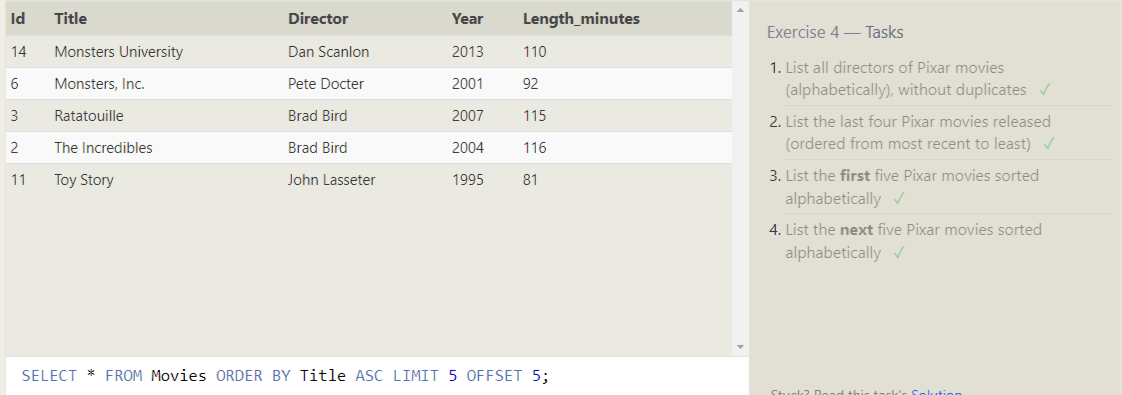 Id Title Director Year Length_minutes
14 Monsters University Dan Scanlon 2013 110
6 Monsters, Inc. Pete Docter 2001 92
3 Ratatouille Brad Bird 2007 115
2 The Incredibles Brad Bird 2004 116
11 Toy Story John Lasseter 1995 81
SELECT * FROM Movies ORDER BY Title ASC LIMIT 5 OFFSET 5;
Exercise 4 — Tasks
1. List all directors of Pixar movies
(alphabetically), without duplicates ✓
2. List the last four Pixar movies released
(ordered from most recent to least) ✓
3. List the first five Pixar movies sorted
alphabetically ✓
4. List the next five Pixar movies sorted
alphabetically ✓
Stuck? Read this task's Solution